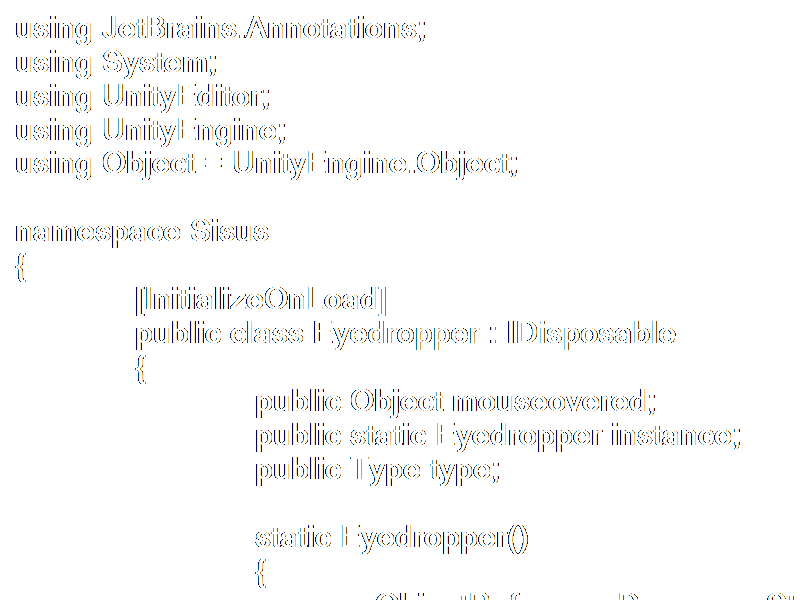 using JetBrains.Annotations;
using System;
using UnityEditor;
using UnityEngine;
using Object = UnityEngine.Object;
namespace Sisus
{
[InitializeOnLoad]
public class Eyedropper : IDisposable
{
public Object mouseovered;
public static Eyedropper instance;
public Type type;
static Eyedropper()
{